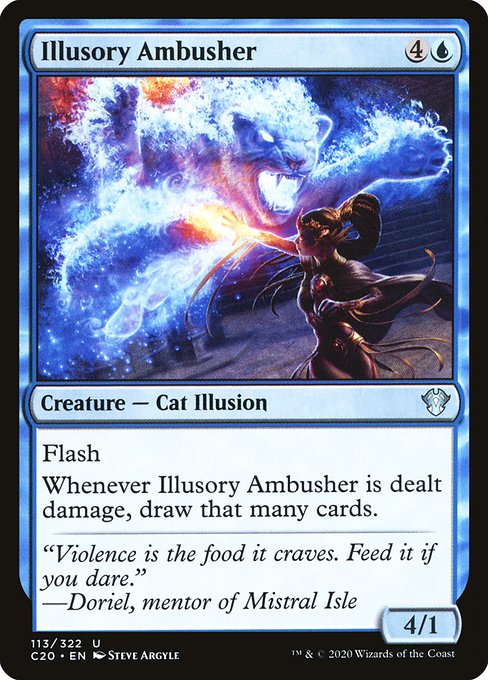 Illusory Ambusher 4
Creature — Cat Illusion
Flash
Whenever Illusory Ambusher is dealt
damage, draw that many cards.
“Violence is the food it craves. Feed it if
you dare.”
—Doriel, mentor of Mistral Isle
4/1
113/322 U
C20 • EN Steve Argyle
™ & © 2020 Wizards of the Coast